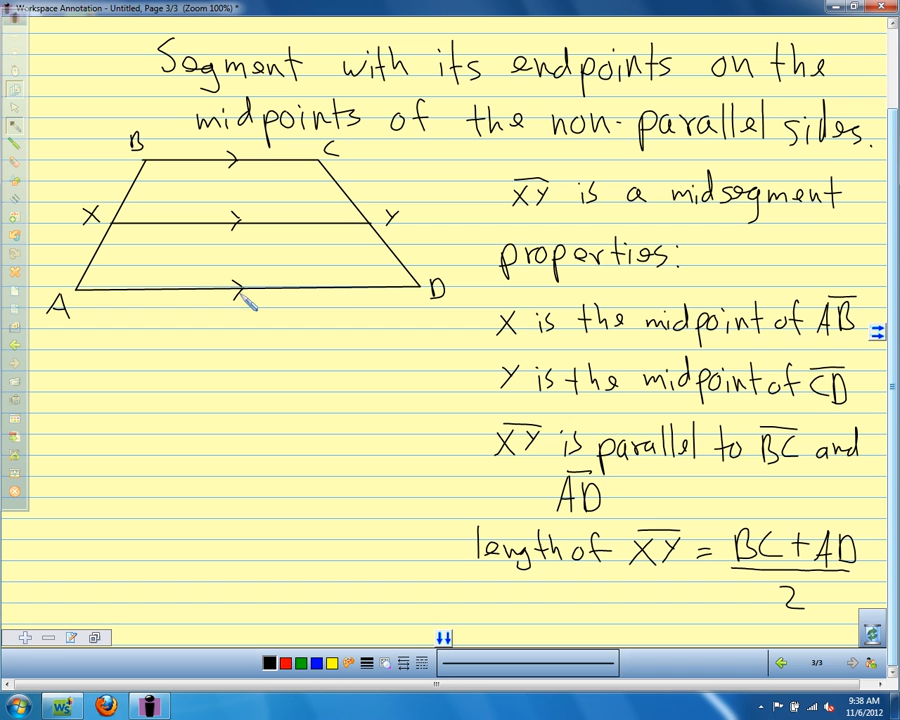 Workspace Annotation - Untitled, Page 3/3 (Zoom 100%) *
Segment with its endpoints on the
midpoints of the non-parallel sides.
B C
X Y
A D
XY is a midsegment
properties:
X is the midpoint of AB
Y is the midpoint of CD
XY is parallel to BC and
AD
length of XY = BC + AD
2
3/3
9:38 AM
11/6/2012